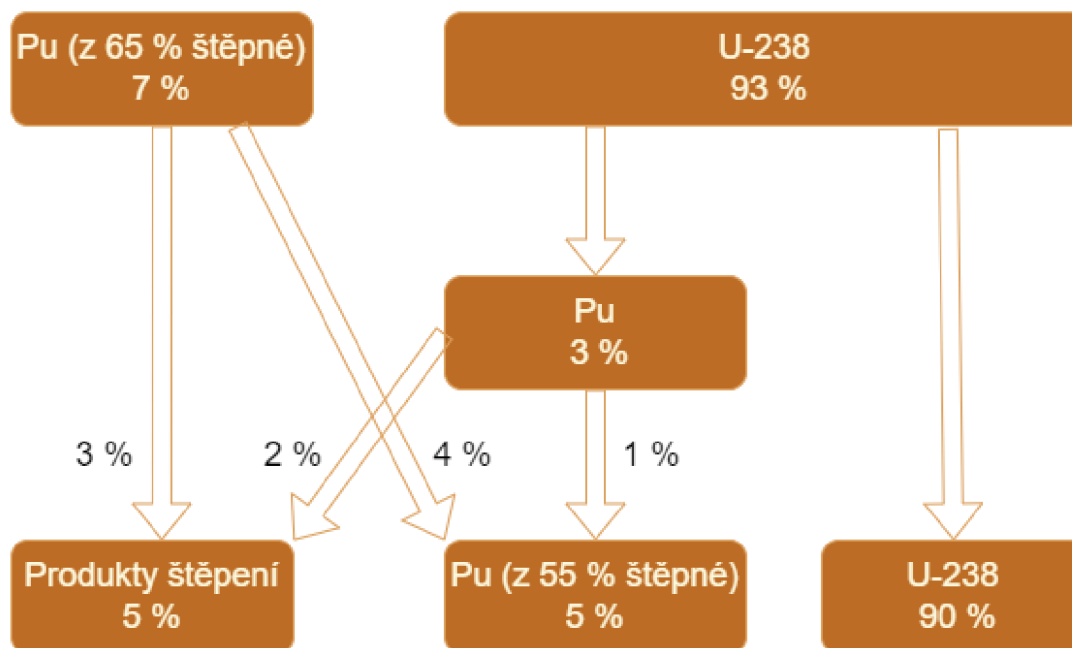 Pu (z 65 % štěpné)
7 %
U-238
93 %
Pu
3 %
3 %
2 %
4 %
1 %
Produkty štěpení
5 %
Pu (z 55 % štěpné)
5 %
U-238
90 %